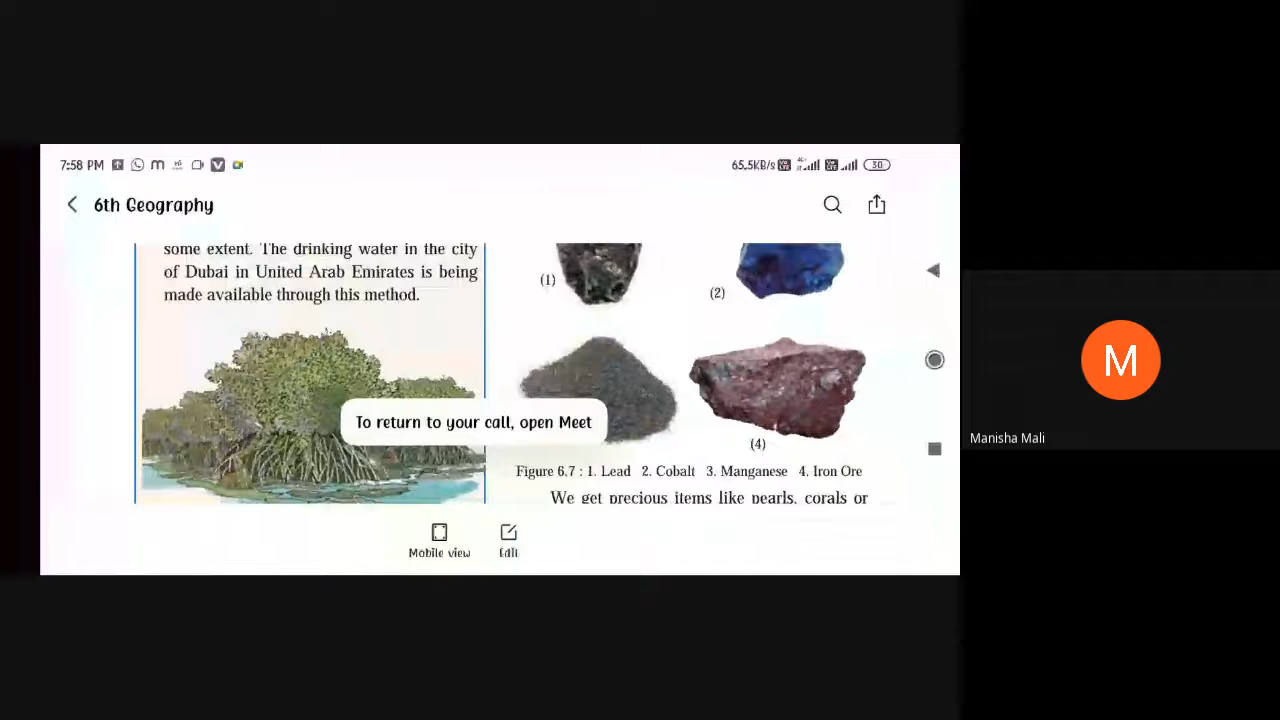 7:58 PM
65.5KB/s
30
6th Geography
some extent. The drinking water in the city
of Dubai in United Arab Emirates is being
made available through this method.
(1)
(2)
To return to your call, open Meet
(4)
Figure 6.7 : 1. Lead 2. Cobalt 3. Manganese 4. Iron Ore
We get precious items like pearls, corals or
Mobile view
Edit
M
Manisha Mali